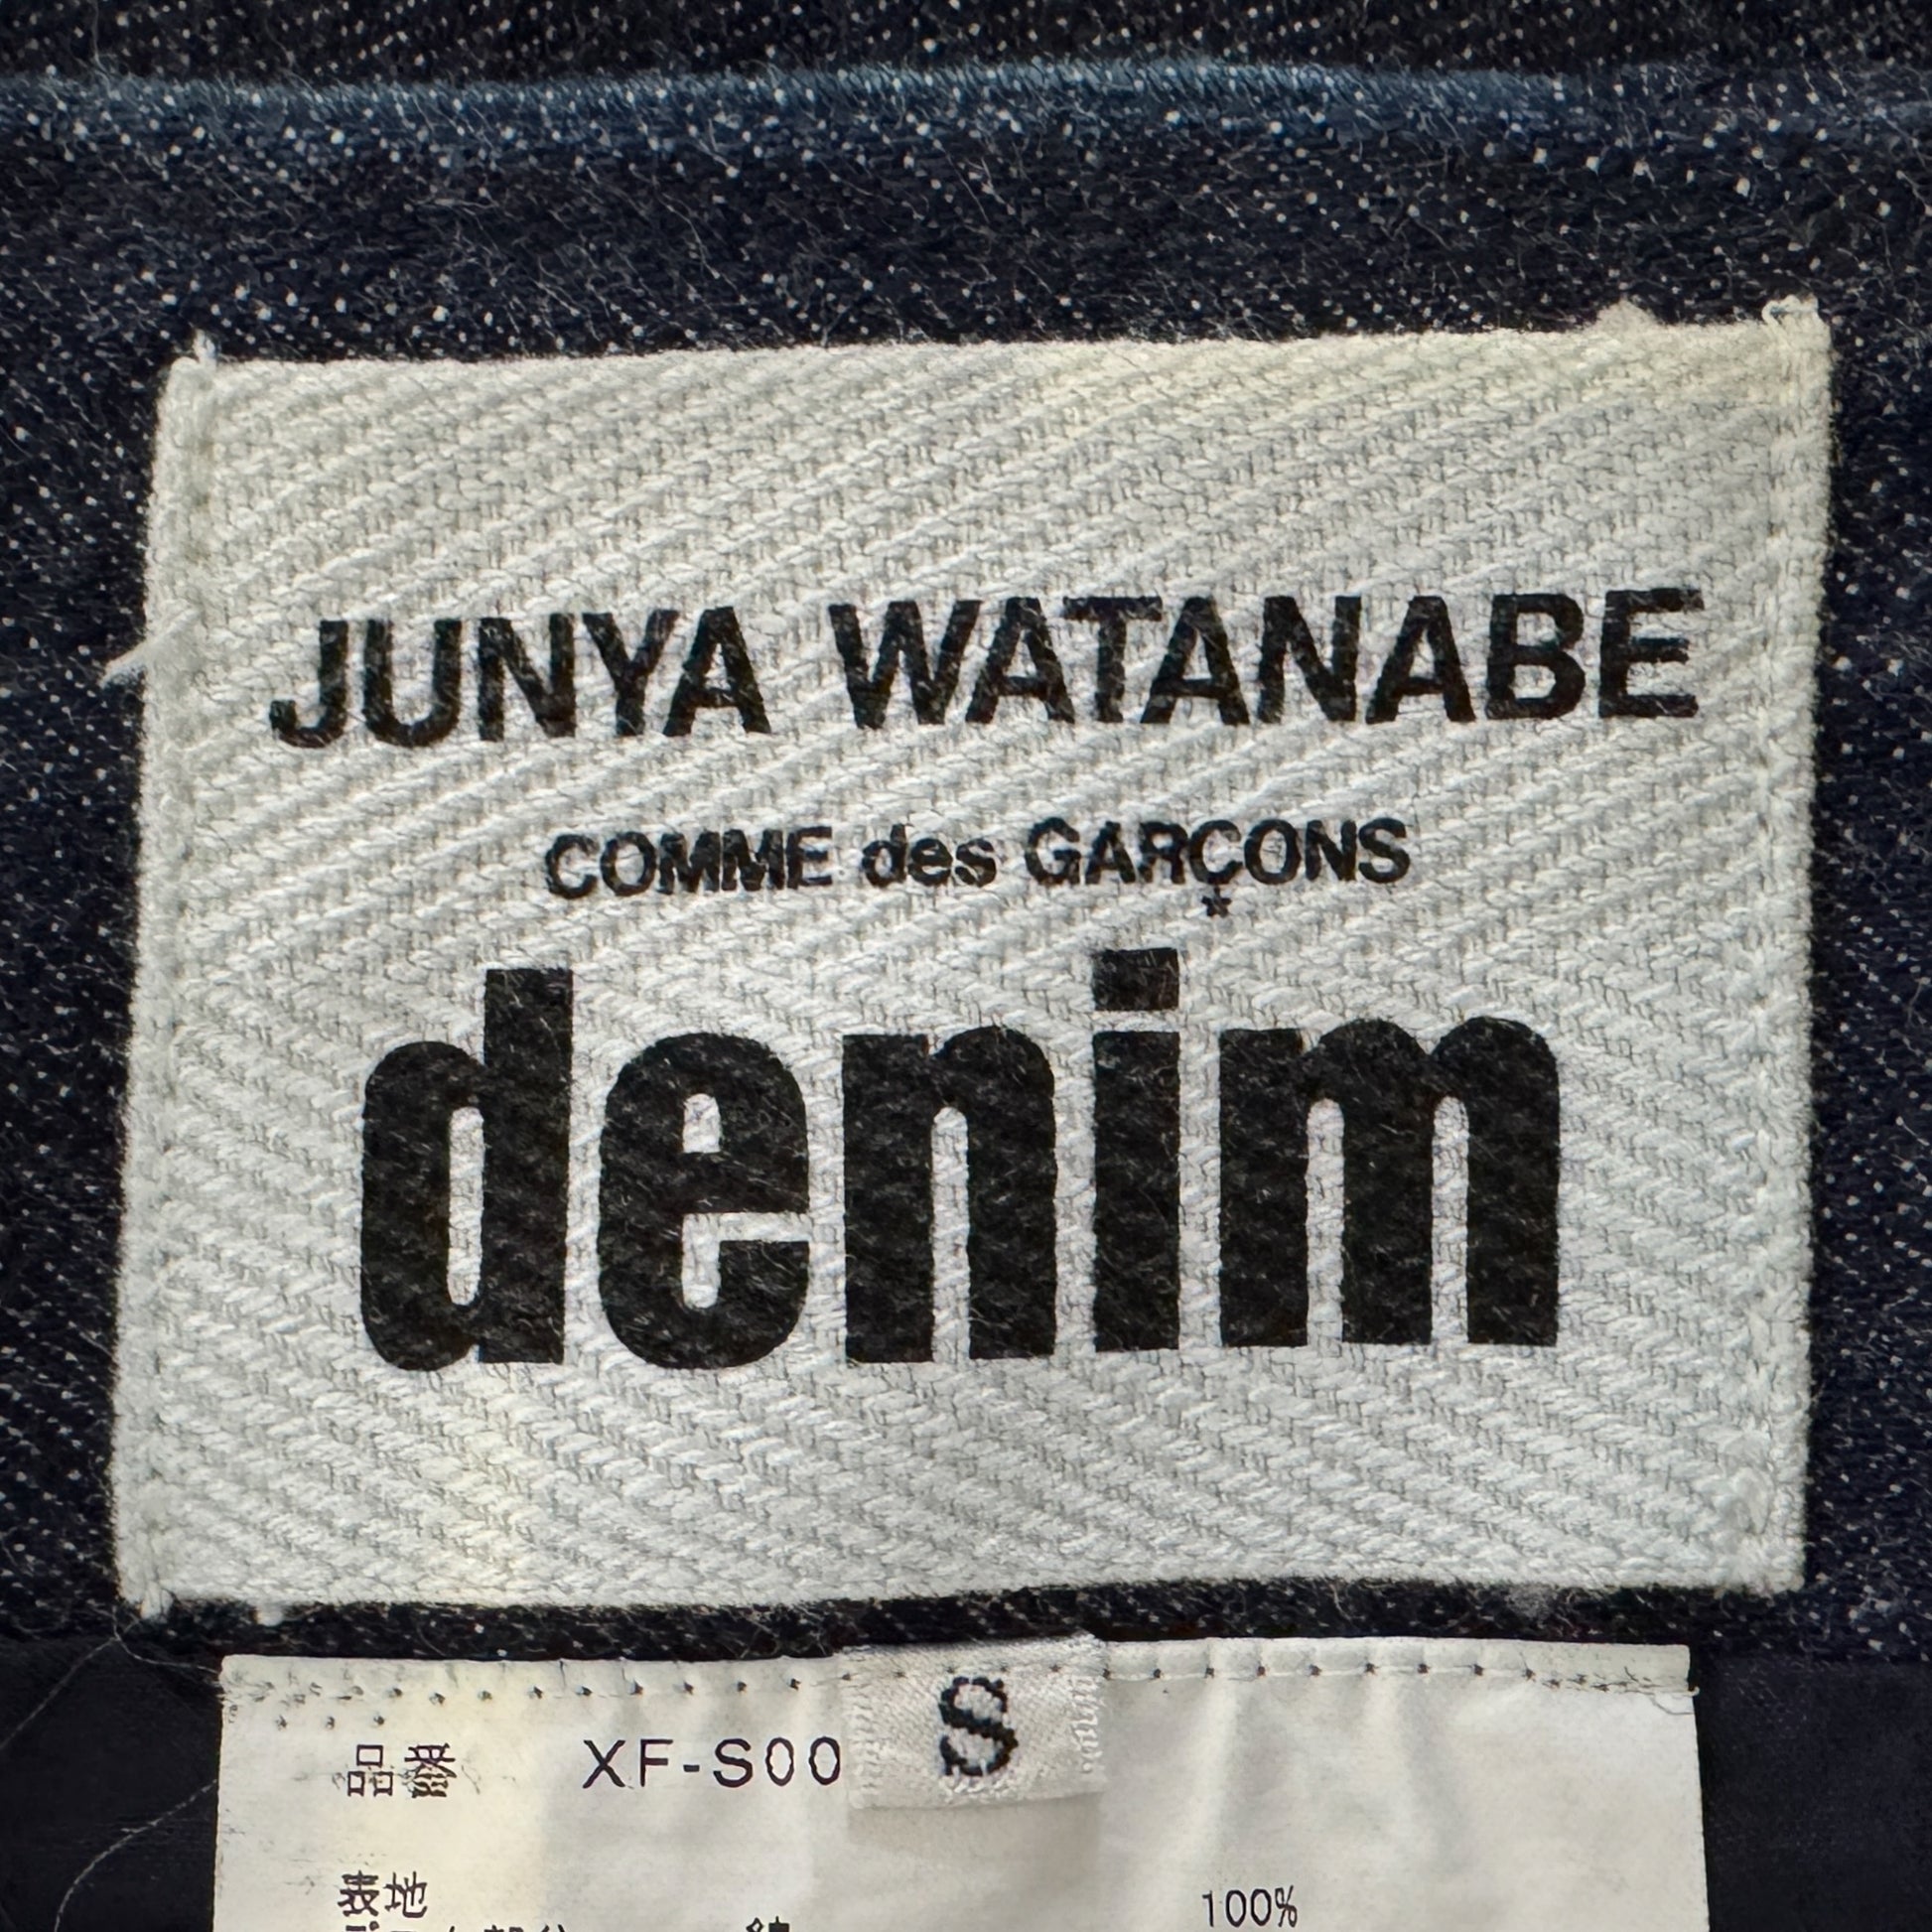 JUNYA WATANABE
COMME des GARÇONS
denim
S
品番 XF-S00
表地 100%